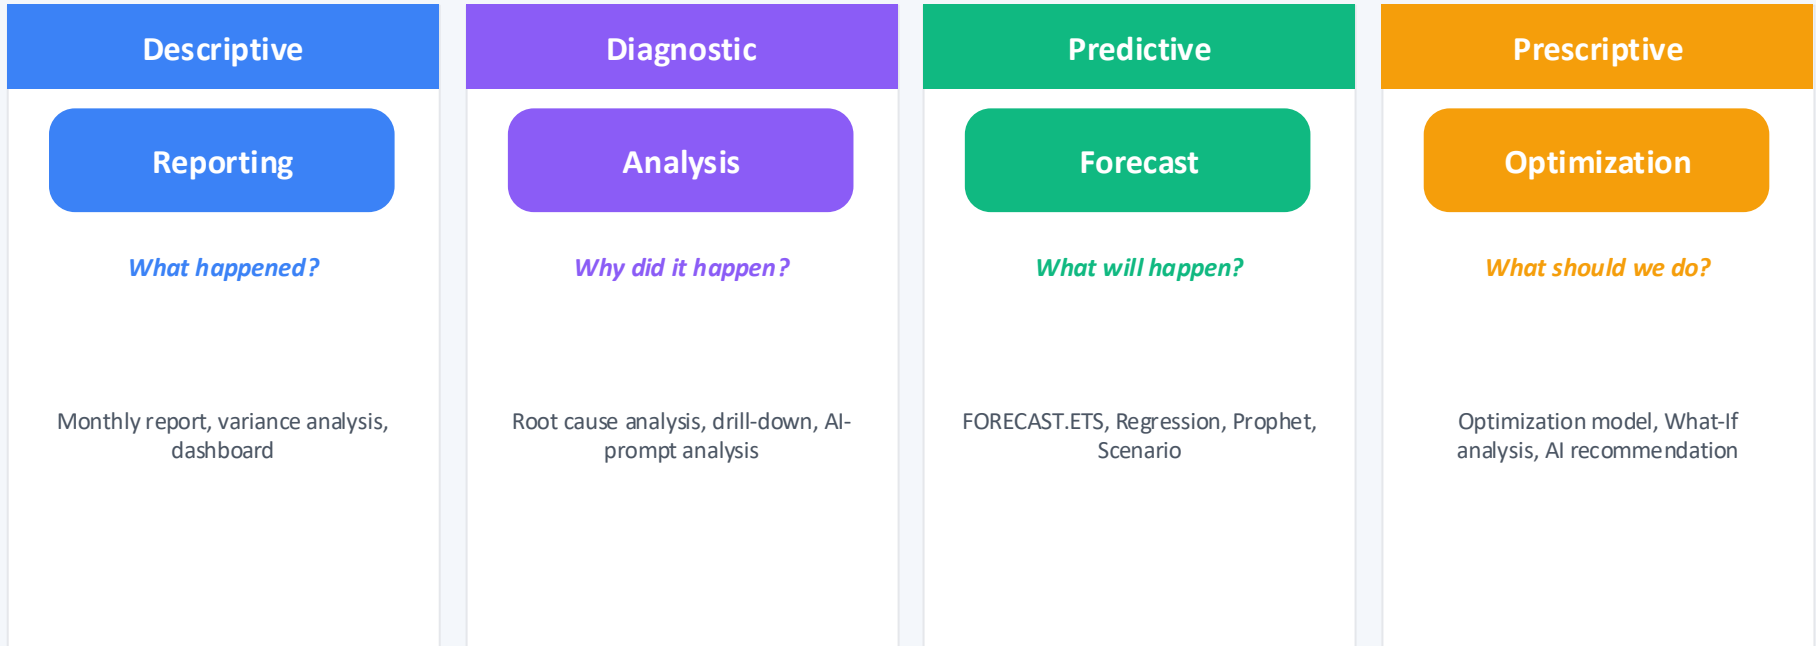 Descriptive
Reporting
What happened?
Monthly report, variance analysis,
dashboard
Diagnostic
Analysis
Why did it happen?
Root cause analysis, drill-down, AI-
prompt analysis
Predictive
Forecast
What will happen?
FORECAST.ETS, Regression, Prophet,
Scenario
Prescriptive
Optimization
What should we do?
Optimization model, What-If
analysis, AI recommendation